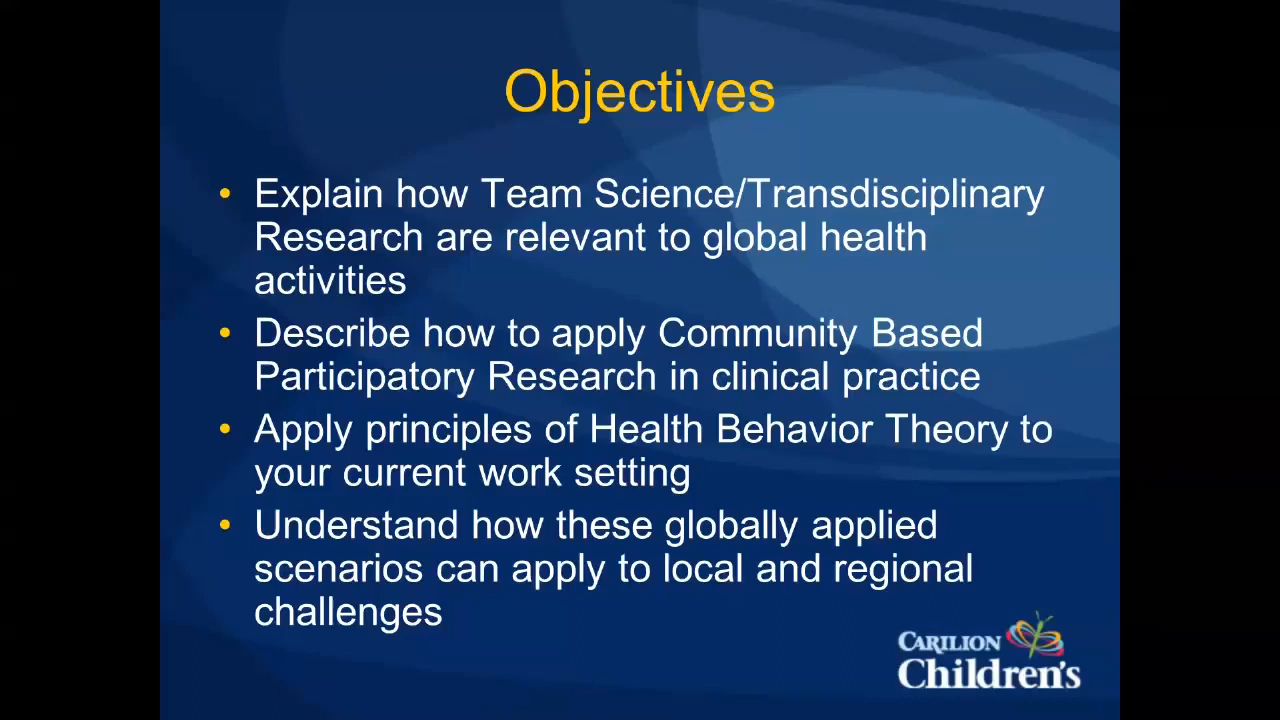 Objectives
• Explain how Team Science/Transdisciplinary
Research are relevant to global health
activities
• Describe how to apply Community Based
Participatory Research in clinical practice
• Apply principles of Health Behavior Theory to
your current work setting
• Understand how these globally applied
scenarios can apply to local and regional
challenges
CARILION
Children's